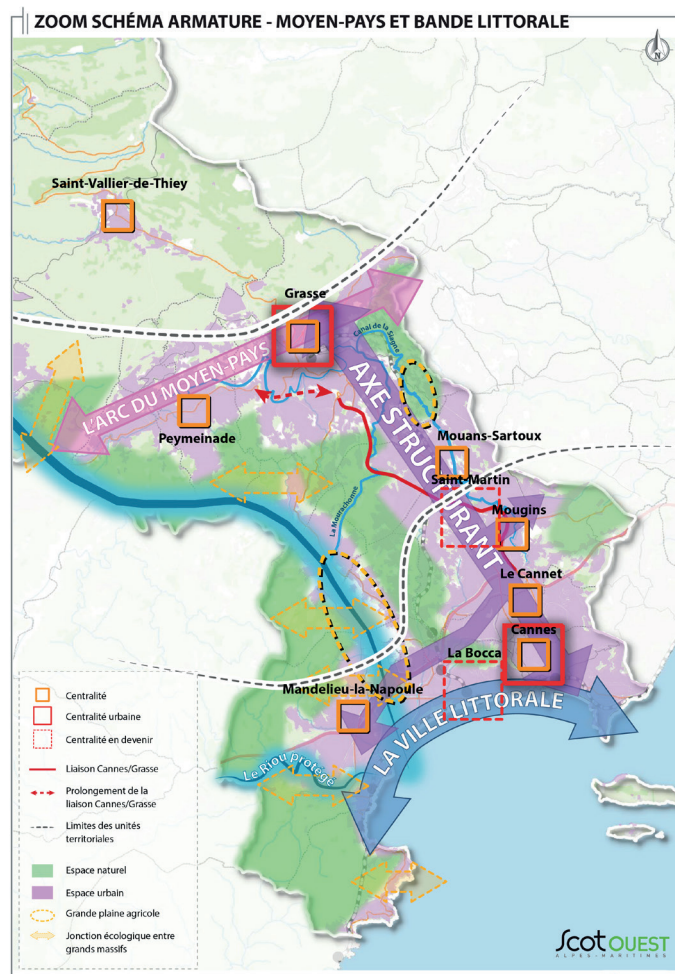 ZOOM SCHÉMA ARMATURE - MOYEN-PAYS ET BANDE LITTORALE
N
Saint-Vallier-de-Thiey
Grasse
Canal de la Siagne
L'ARC DU MOYEN-PAYS
AXE STRUCTURANT
Peymeinade
Mouans-Sartoux
Saint-Martin
Mougins
La Mourachonne
Le Cannet
Cannes
La Bocca
Mandelieu-la-Napoule
LA VILLE LITTORALE
Le Riou protégé
Centralité
Centralité urbaine
Centralité en devenir
Liaison Cannes/Grasse
Prolongement de la
liaison Cannes/Grasse
Limites des unités
territoriales
Espace naturel
Espace urbain
Grande plaine agricole
Jonction écologique entre
grands massifs
Scot OUEST
ALPES-MARITIMES